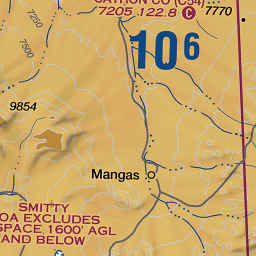 CATRON CO (C54)
7205 122.8 C
7770
7250
7500
10⁶
9854
Mangas
SMITTY
OA EXCLUDES
SPACE 1600' AGL
AND BELOW